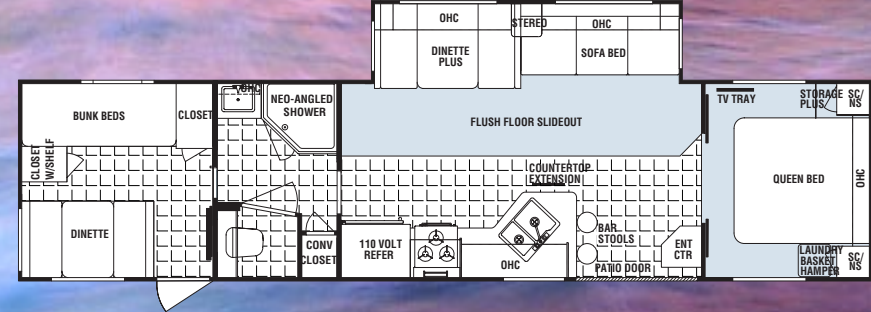 OHC
STEREO
OHC
DINETTE
PLUS
SOFA BED
OHC
NEO-ANGLED
SHOWER
TV TRAY
STORAGE
PLUS
SC/
NS
BUNK BEDS
CLOSET
FLUSH FLOOR SLIDEOUT
CLOSET
W/SHELF
COUNTERTOP
EXTENSION
QUEEN BED
OHC
DINETTE
110 VOLT
REFER
CONV
CLOSET
OHC
BAR
STOOLS
PATIO DOOR
ENT
CTR
LAUNDRY
BASKET
HAMPER
SC/
NS